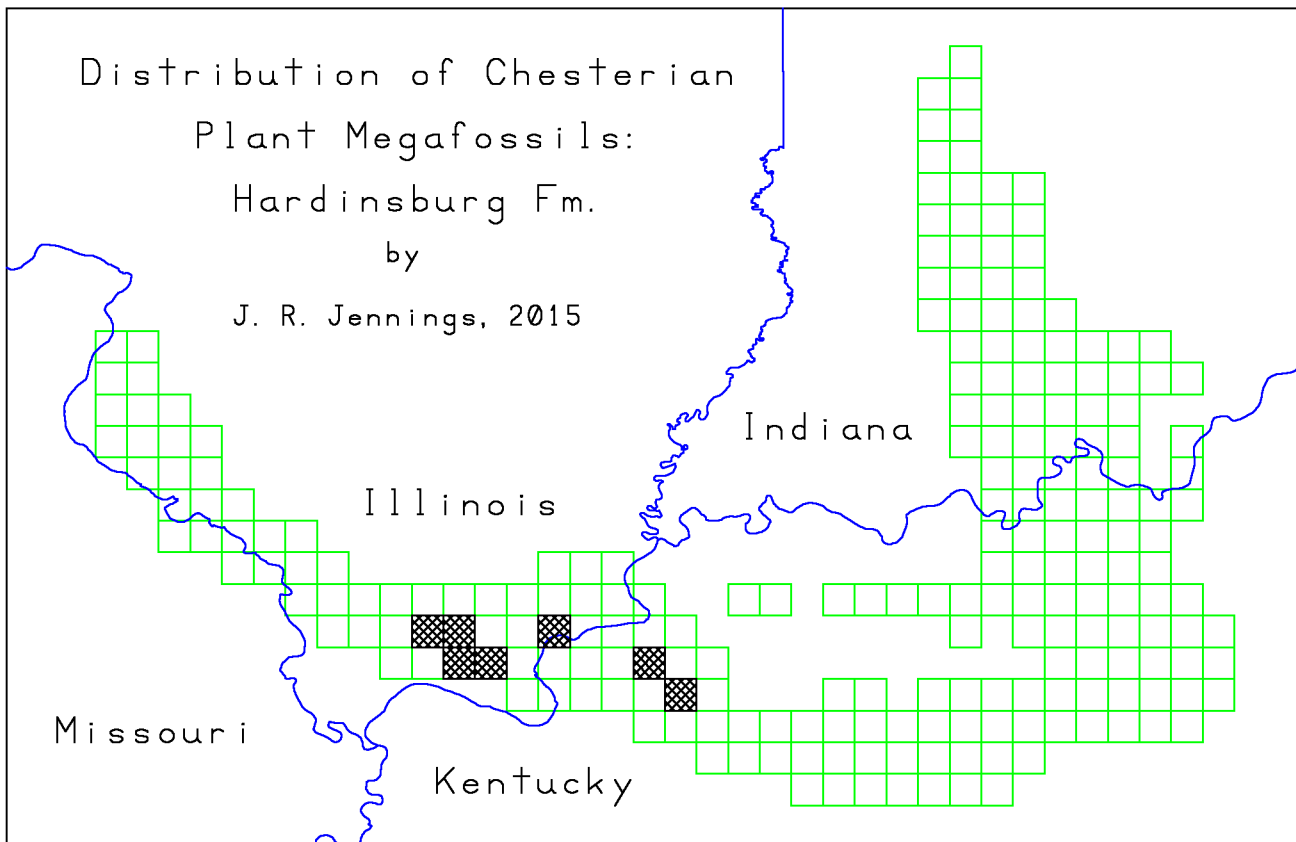 Distribution of Chesterian
Plant Megafossils:
Hardinsburg Fm.
by
J. R. Jennings, 2015
Indiana
Illinois
Missouri
Kentucky